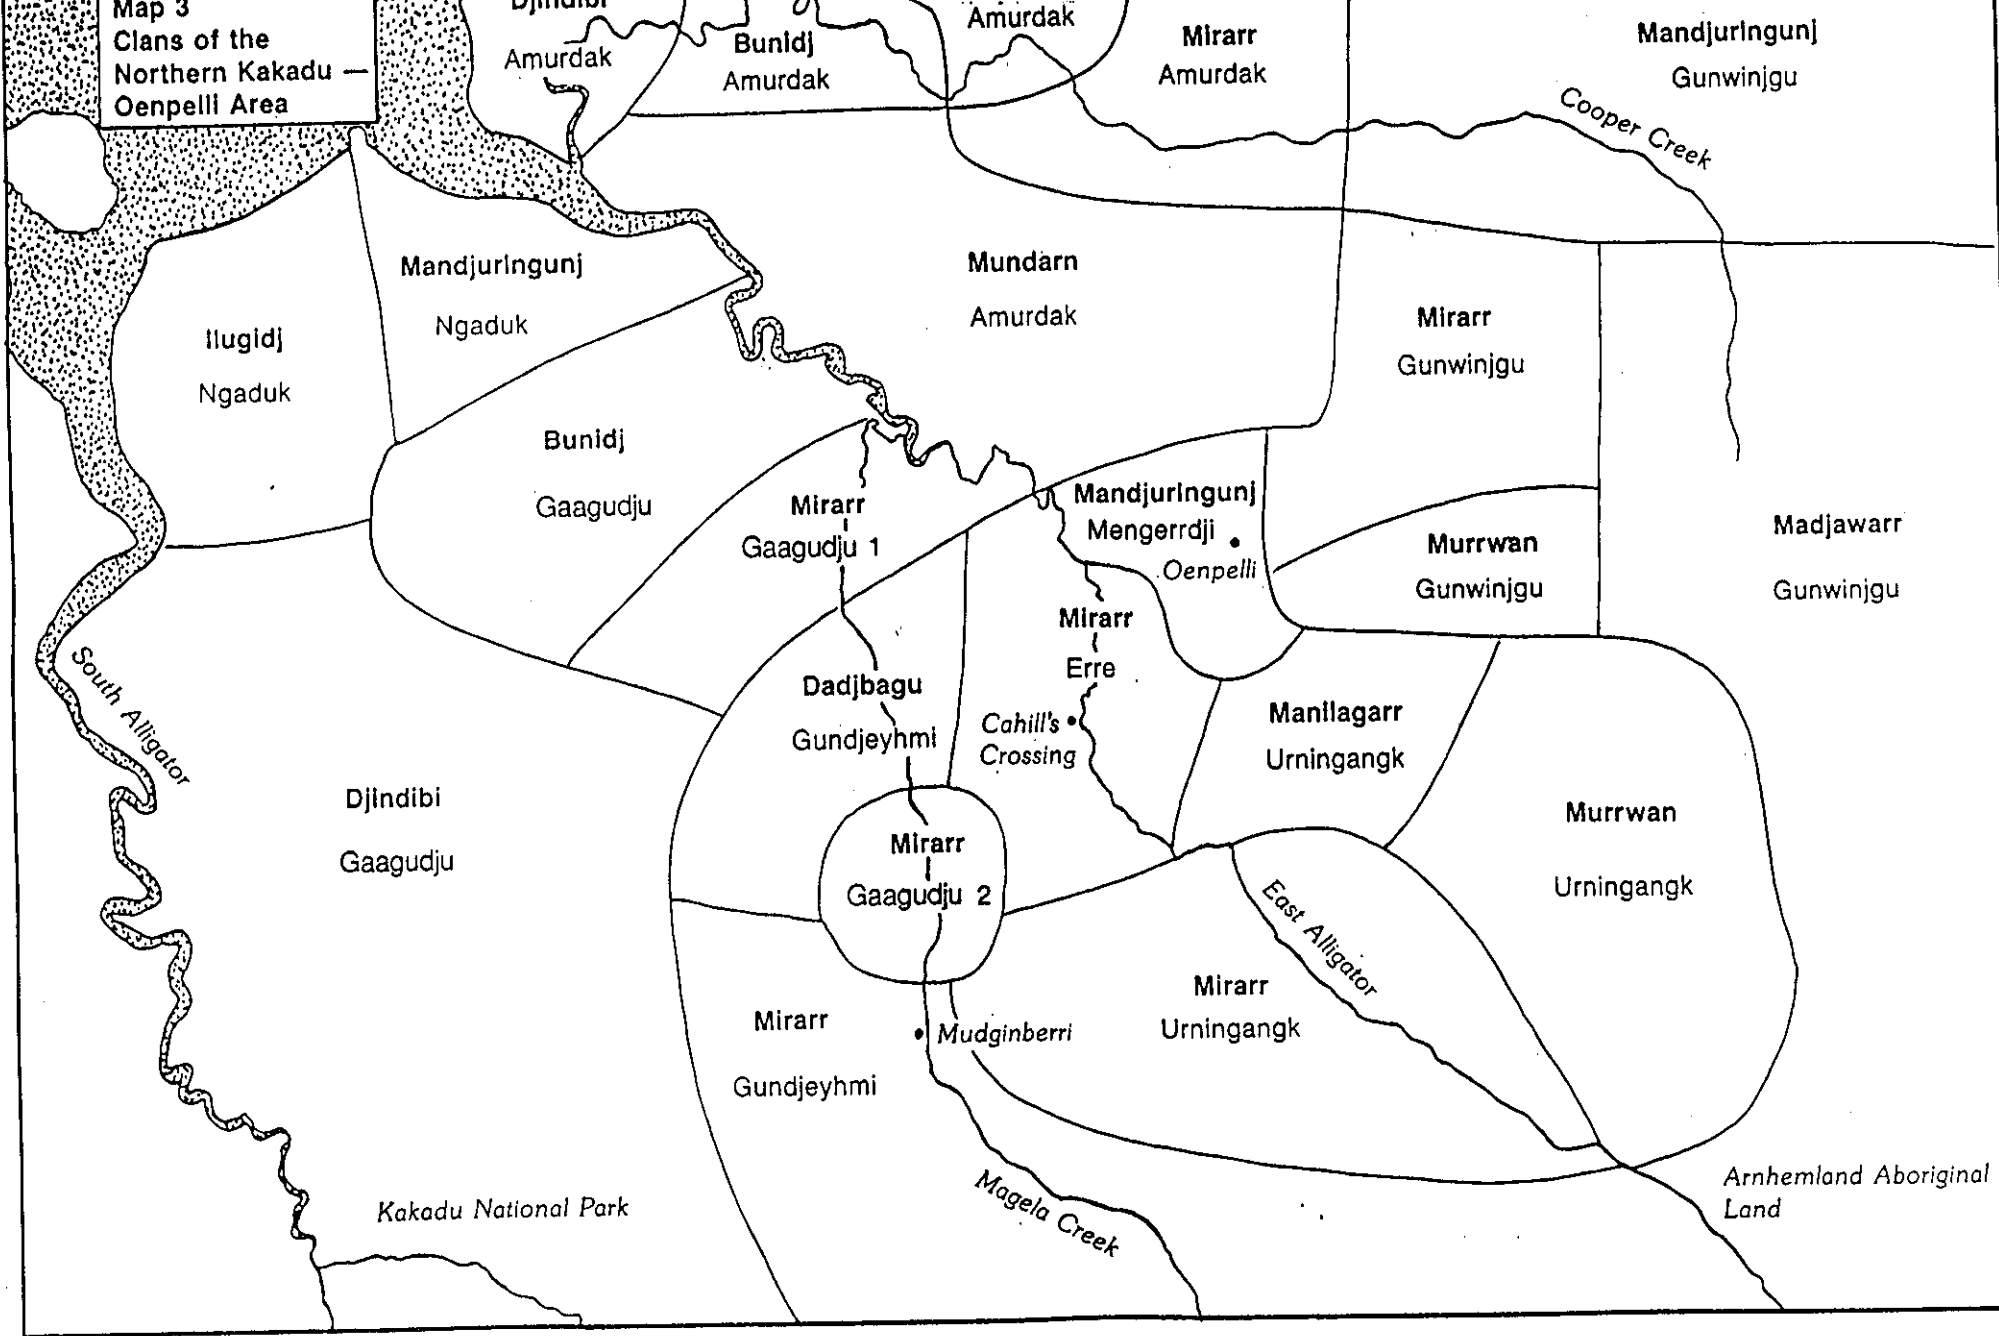 Map 3
Clans of the
Northern Kakadu —
Oenpelli Area
Djindibi
Amurdak
Bunidj
Amurdak
Amurdak
Mirarr
Amurdak
Mandjuringunj
Gunwinjgu
Cooper Creek
Ilugidj
Ngaduk
Mandjuringunj
Ngaduk
Mundarn
Amurdak
Mirarr
Gunwinjgu
Bunidj
Gaagudju
Mirarr
Gaagudju 1
Mandjuringunj
Mengerrdji
Oenpelli
Murrwan
Gunwinjgu
Madjawarr
Gunwinjgu
South Alligator
Dadjbagu
Gundjeyhmi
Mirarr
Erre
Cahill's
Crossing
Manilagarr
Urningangk
Djindibi
Gaagudju
Mirarr
Gaagudju 2
Murrwan
Urningangk
East Alligator
Mirarr
Gundjeyhmi
Mudginberri
Mirarr
Urningangk
Kakadu National Park
Magela Creek
Arnhemland Aboriginal
Land